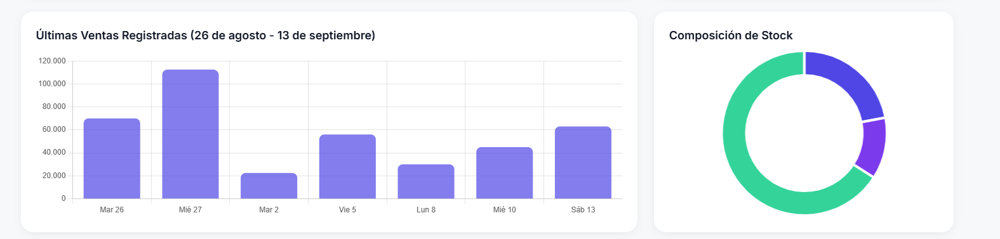 Últimas Ventas Registradas (26 de agosto - 13 de septiembre)
120.000
100.000
80.000
60.000
40.000
20.000
0
Mar 26 Mié 27 Mar 2 Vie 5 Lun 8 Mié 10 Sáb 13
Composición de Stock